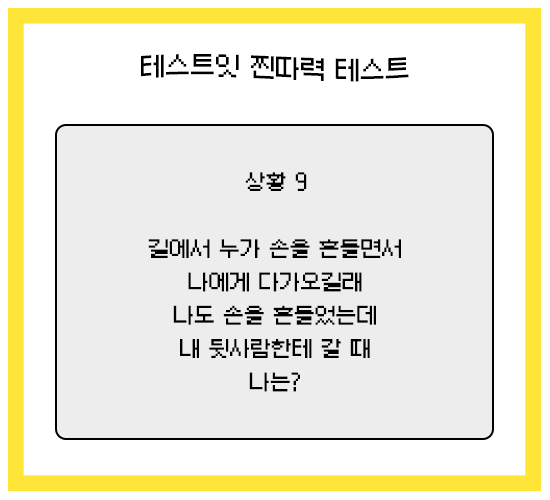 테스트잇 찐따력 테스트
상황 9
길에서 누가 손을 흔들면서
나에게 다가오길래
나도 손을 흔들었는데
내 뒷사람한테 갈 때
나는?